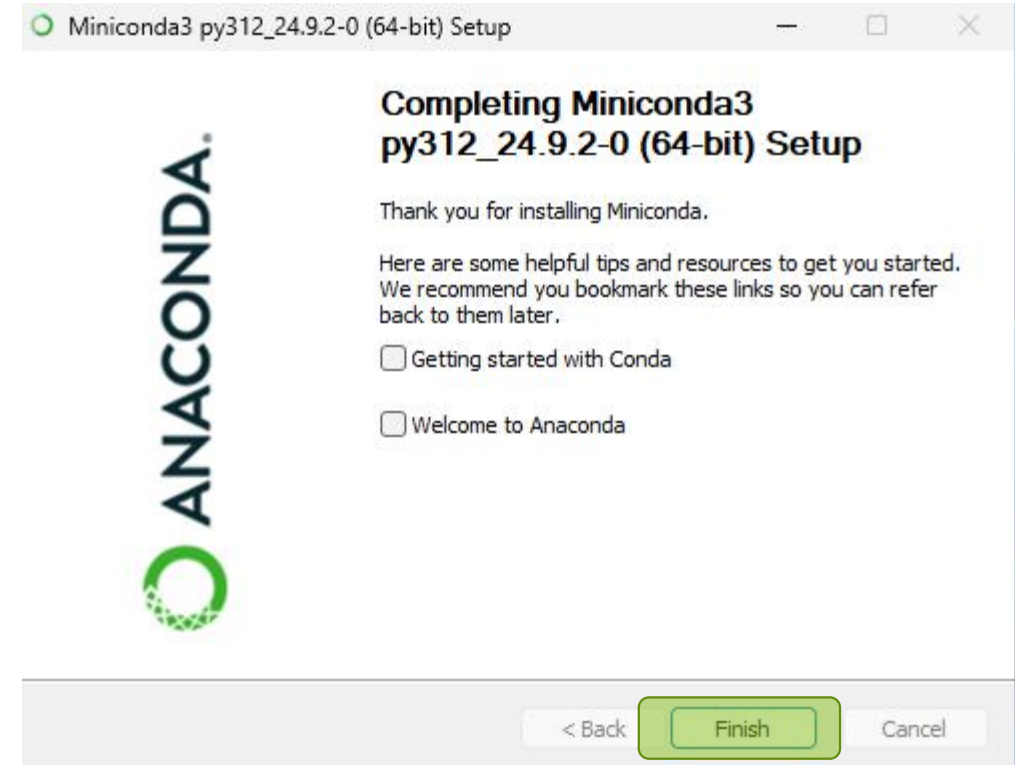 Miniconda3 py312_24.9.2-0 (64-bit) Setup
ANACONDA.
Completing Miniconda3
py312_24.9.2-0 (64-bit) Setup
Thank you for installing Miniconda.
Here are some helpful tips and resources to get you started.
We recommend you bookmark these links so you can refer
back to them later.
Getting started with Conda
Welcome to Anaconda
< Back
Finish
Cancel